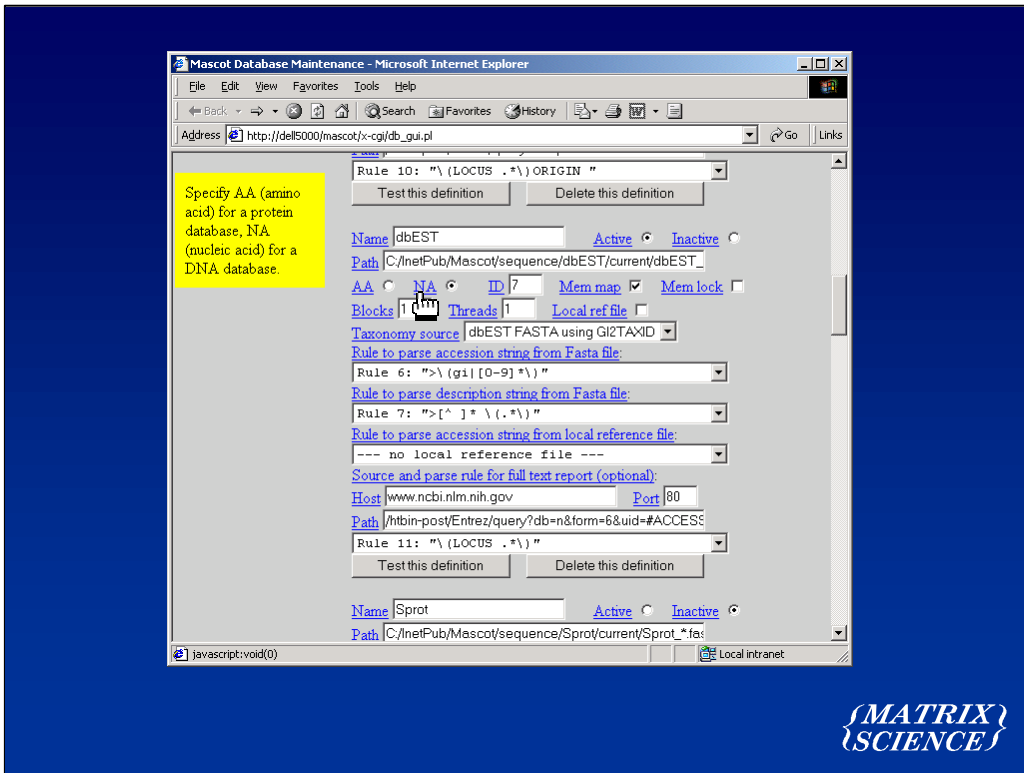 Mascot Database Maintenance - Microsoft Internet Explorer
File Edit View Favorites Tools Help
Back Search Favorites History
Address http://dell5000/mascot/x-cgi/db_gui.pl Go Links
Specify AA (amino
acid) for a protein
database, NA
(nucleic acid) for a
DNA database.
Rule 10: "\(LOCUS .*\)ORIGIN "
Test this definition Delete this definition
Name dbEST Active Inactive
Path C:/InetPub/Mascot/sequence/dbEST/current/dbEST_
AA NA ID 7 Mem map Mem lock
Blocks 1 Threads 1 Local ref file
Taxonomy source dbEST FASTA using GI2TAXID
Rule to parse accession string from Fasta file:
Rule 6: ">\(gi|[0-9]*\)"
Rule to parse description string from Fasta file:
Rule 7: ">[^ ]* \(.*\)"
Rule to parse accession string from local reference file:
--- no local reference file ---
Source and parse rule for full text report (optional):
Host www.ncbi.nlm.nih.gov Port 80
Path /htbin-post/Entrez/query?db=n&form=6&uid=#ACCESS
Rule 11: "\(LOCUS .*\)"
Test this definition Delete this definition
Name Sprot Active Inactive
Path C:/InetPub/Mascot/sequence/Sprot/current/Sprot_*.fas
javascript:void(0) Local intranet
{MATRIX}
{SCIENCE}